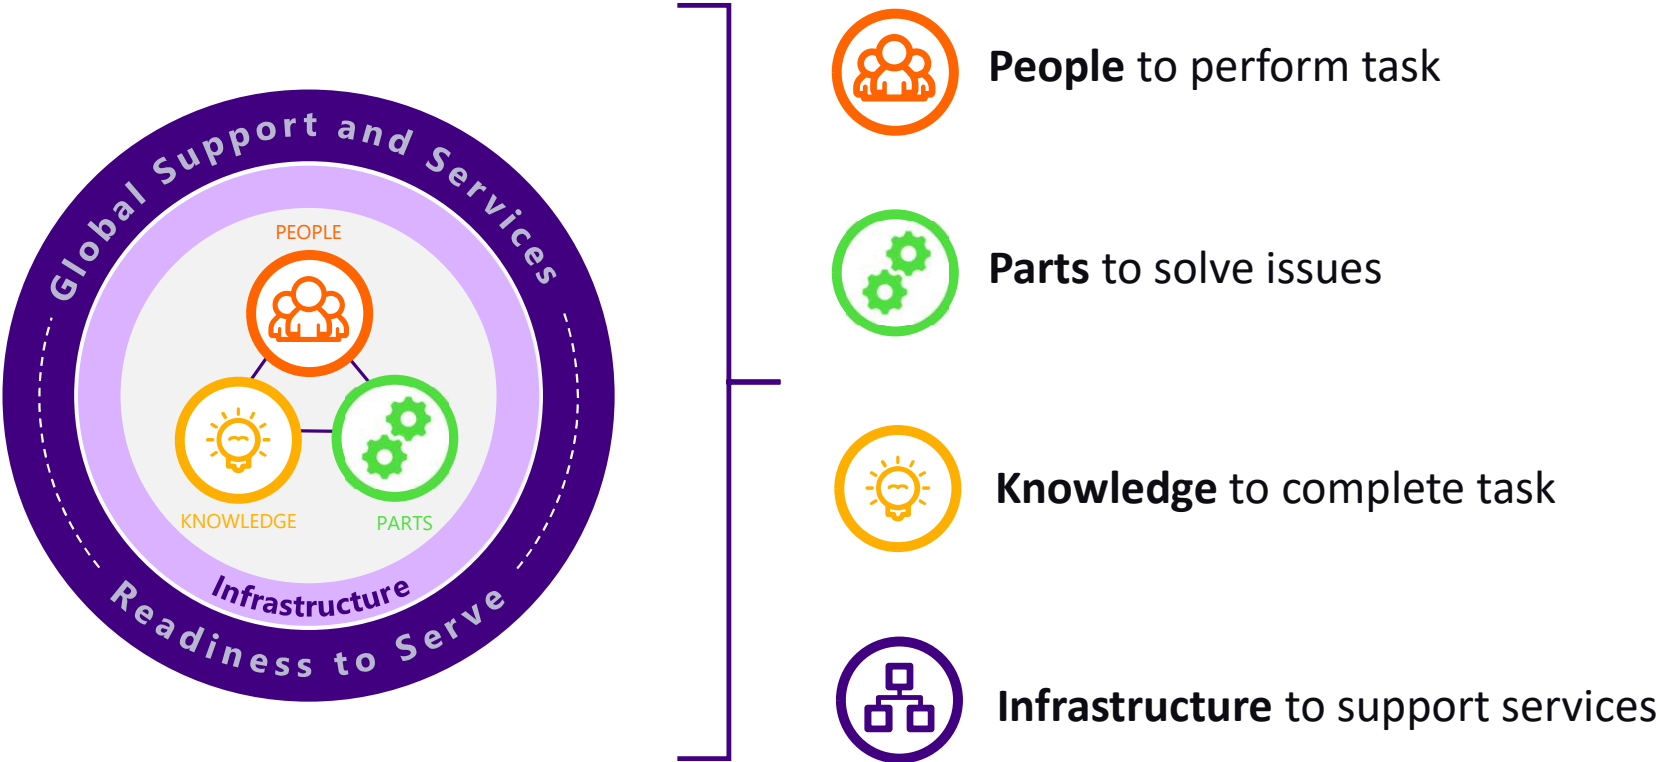 Global Support and Services
PEOPLE
KNOWLEDGE
PARTS
Infrastructure
Readiness to Serve
People to perform task
Parts to solve issues
Knowledge to complete task
Infrastructure to support services